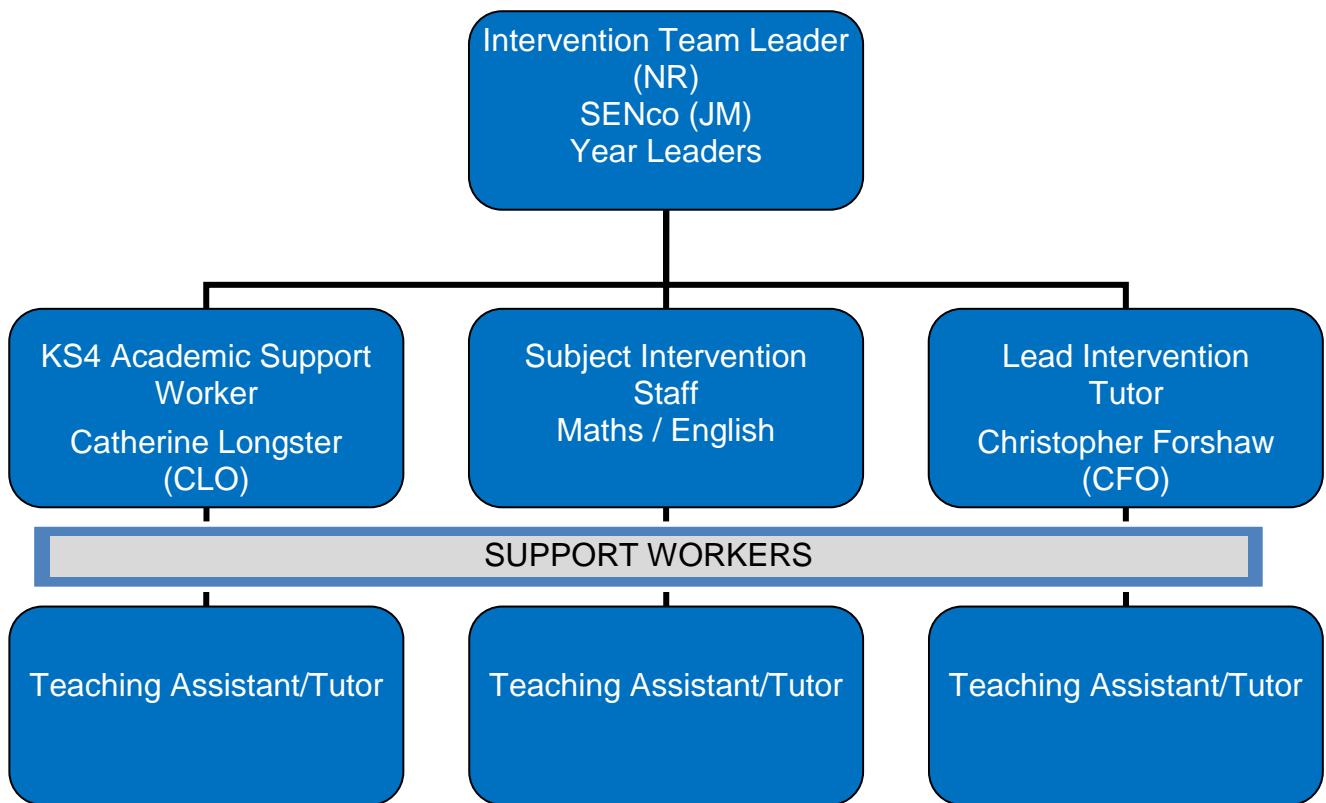 Intervention Team Leader
(NR)
SENco (JM)
Year Leaders
KS4 Academic Support
Worker
Catherine Longster
(CLO)
Subject Intervention
Staff
Maths / English
Lead Intervention
Tutor
Christopher Forshaw
(CFO)
SUPPORT WORKERS
Teaching Assistant/Tutor
Teaching Assistant/Tutor
Teaching Assistant/Tutor